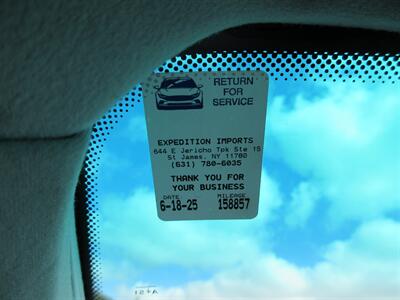 RETURN
FOR
SERVICE
EXPEDITION IMPORTS
644 E Jericho Tpk Ste 15
St James, NY 11780
(631) 780-6035
THANK YOU FOR
YOUR BUSINESS
DATE MILEAGE
6-18-25 158857